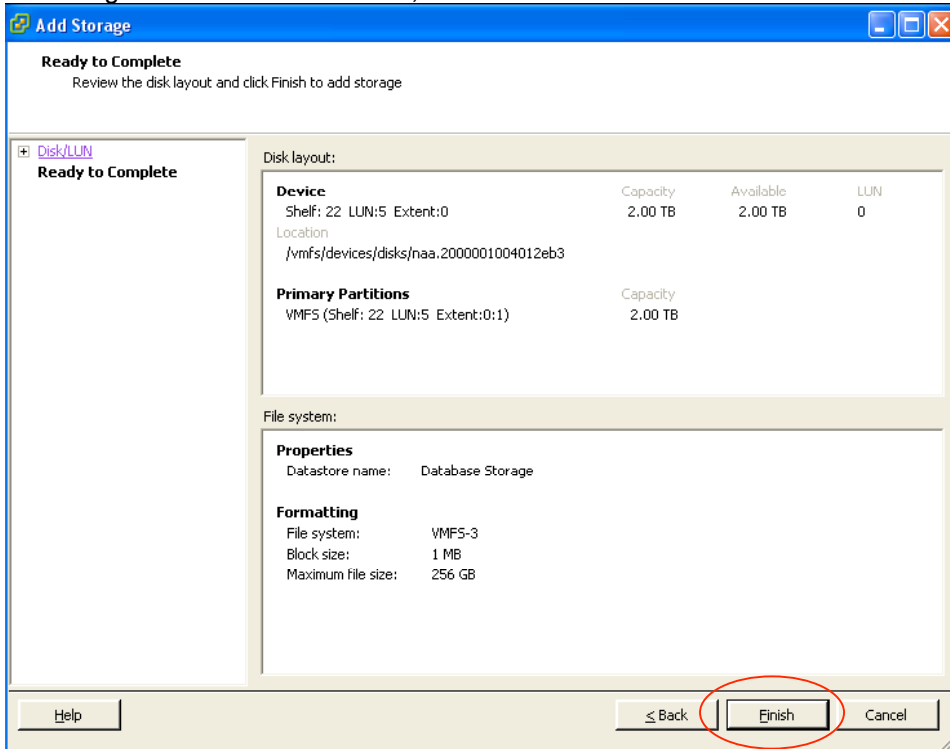 Add Storage
Ready to Complete
Review the disk layout and click Finish to add storage
Disk/LUN
Ready to Complete
Disk layout:
Device Capacity Available LUN
Shelf: 22 LUN:5 Extent:0 2.00 TB 2.00 TB 0
Location
/vmfs/devices/disks/naa.2000001004012eb3
Primary Partitions Capacity
VMFS (Shelf: 22 LUN:5 Extent:0:1) 2.00 TB
File system:
Properties
Datastore name: Database Storage
Formatting
File system: VMFS-3
Block size: 1 MB
Maximum file size: 256 GB
Help < Back Finish Cancel